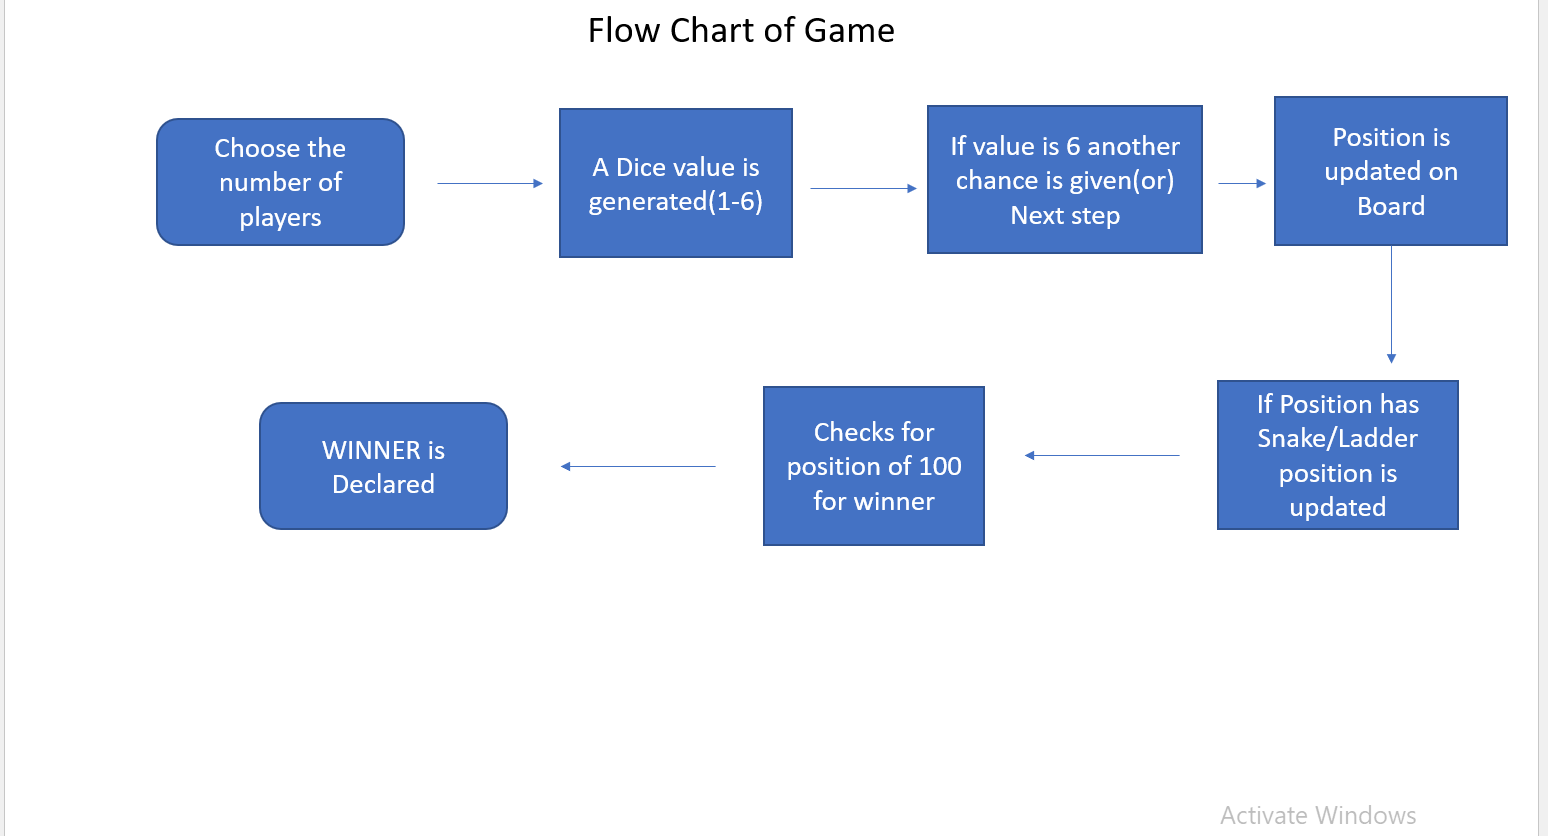 Flow Chart of Game
Choose the
number of
players
A Dice value is
generated(1-6)
If value is 6 another
chance is given(or)
Next step
Position is
updated on
Board
If Position has
Snake/Ladder
position is
updated
Checks for
position of 100
for winner
WINNER is
Declared
Activate Windows